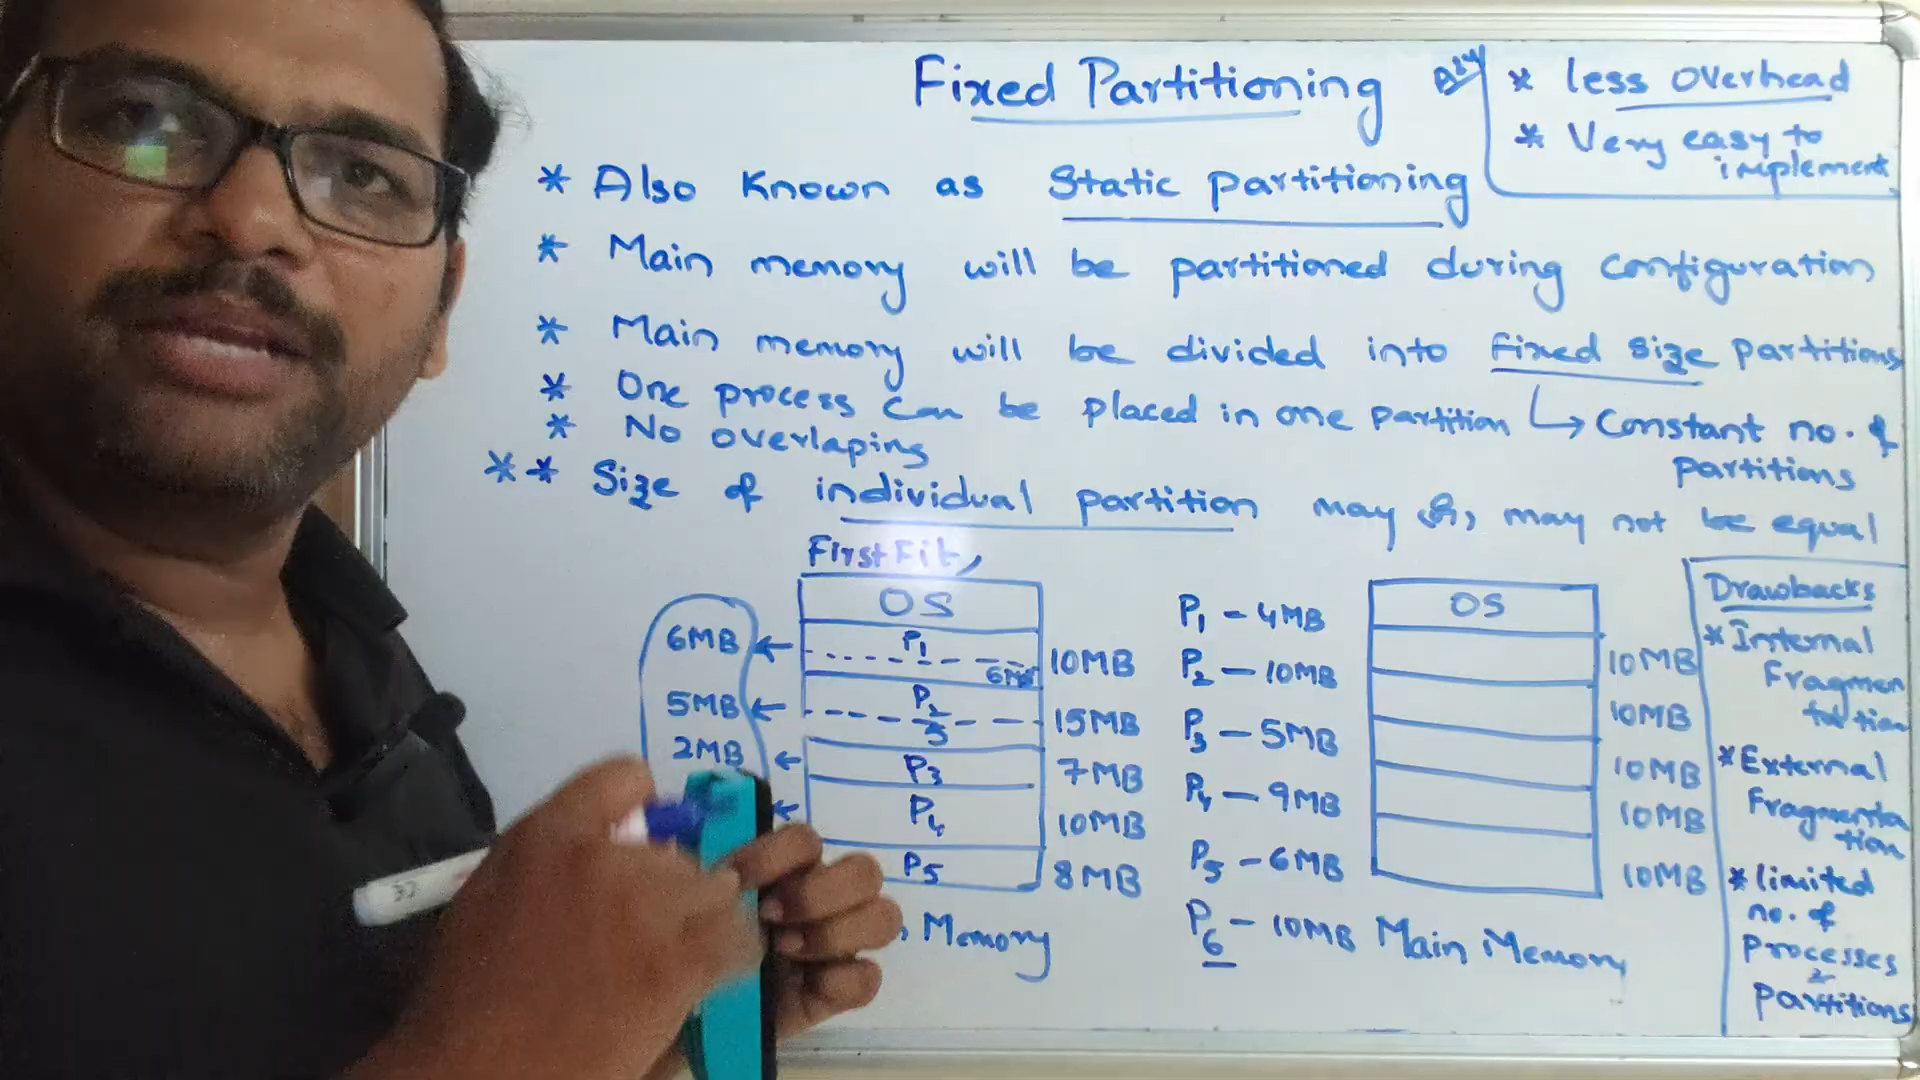 Fixed Partitioning
* less overhead
* Very easy to
implement
* Also Known as Static partitioning
* Main memory will be partitioned during configuration
* Main memory will be divided into fixed size partitions
* One process can be placed in one partition ↳ Constant no. of
partitions
* No overlaping
** Size of individual partition may or, may not be equal
First Fit,
OS
6MB ← P1 10MB
5MB ← P2 15MB
5
2MB ← P3 7MB
← P4 10MB
P5 8MB
Memory
P1 - 4MB
P2 - 10MB
P3 - 5MB
P4 - 9MB
P5 - 6MB
P6 - 10MB
OS
10MB
10MB
10MB
10MB
10MB
Main Memory
Drawbacks
* Internal
Fragmen
tation
* External
Fragmenta
tion
* limited
no. of
processes
partitions